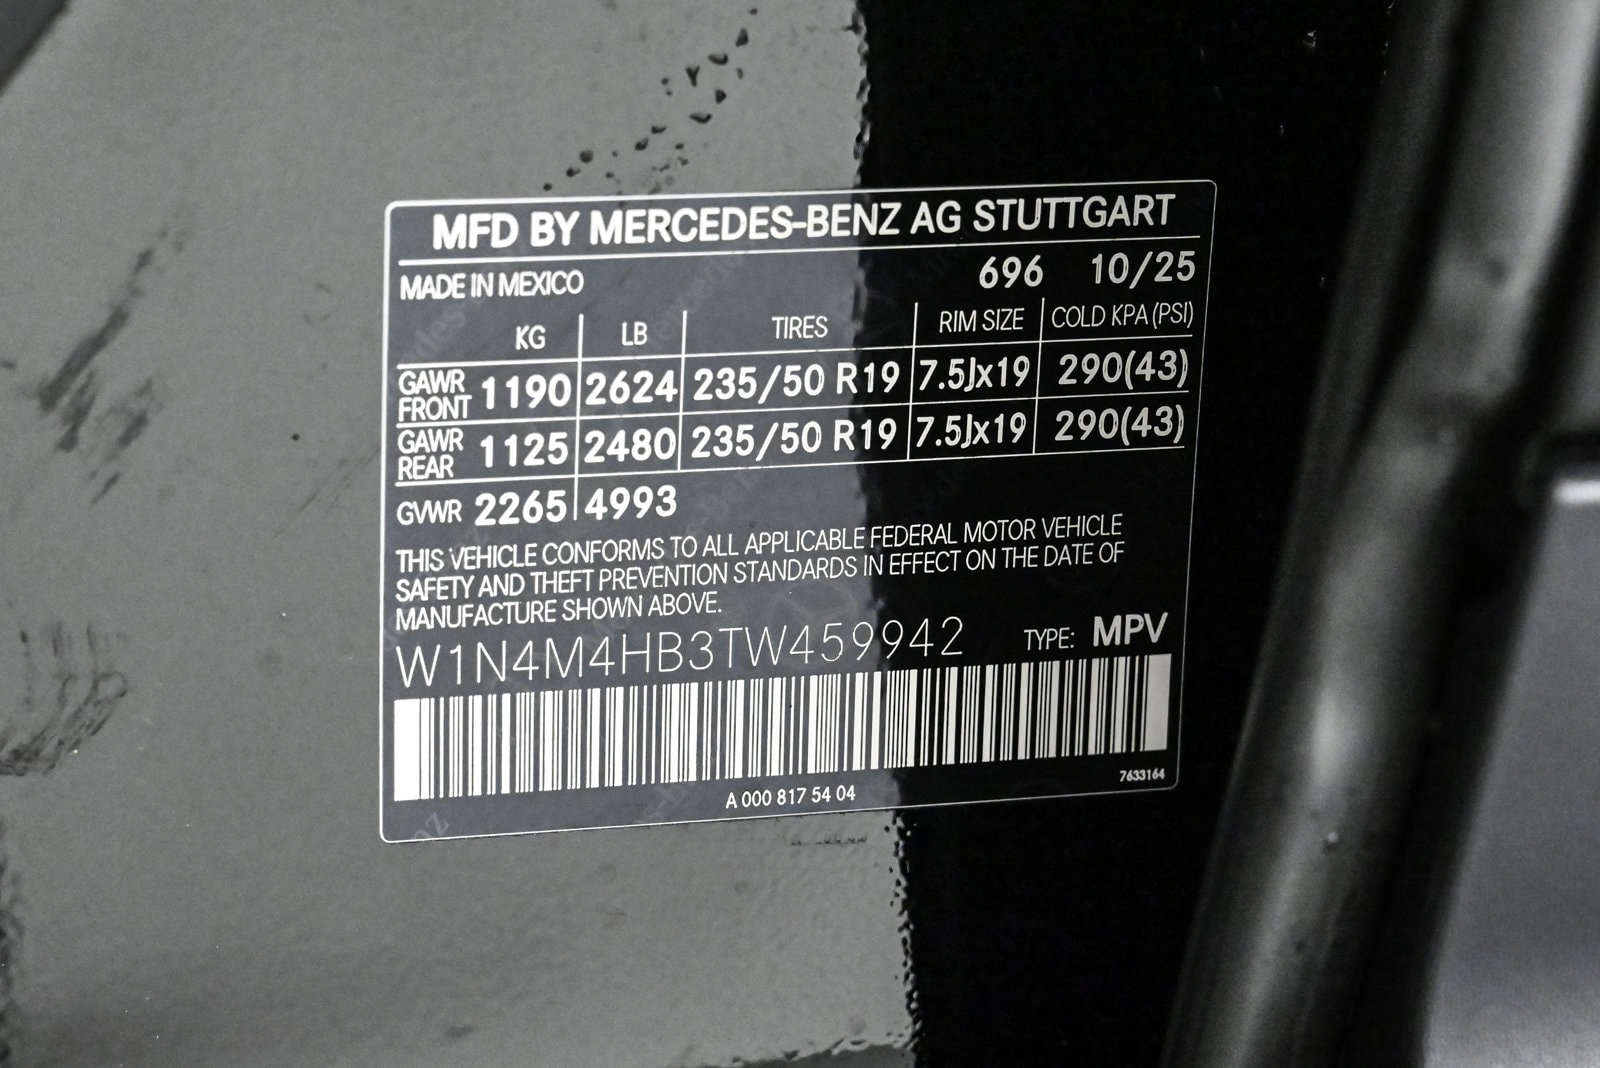 MFD BY MERCEDES-BENZ AG STUTTGART
MADE IN MEXICO 696 10/25
KG LB TIRES RIM SIZE COLD KPA (PSI)
GAWR FRONT 1190 2624 235/50 R19 7.5Jx19 290(43)
GAWR REAR 1125 2480 235/50 R19 7.5Jx19 290(43)
GVWR 2265 4993
THIS VEHICLE CONFORMS TO ALL APPLICABLE FEDERAL MOTOR VEHICLE
SAFETY AND THEFT PREVENTION STANDARDS IN EFFECT ON THE DATE OF
MANUFACTURE SHOWN ABOVE.
W1N4M4HB3TW459942 TYPE: MPV
7633164
A 000 817 54 04